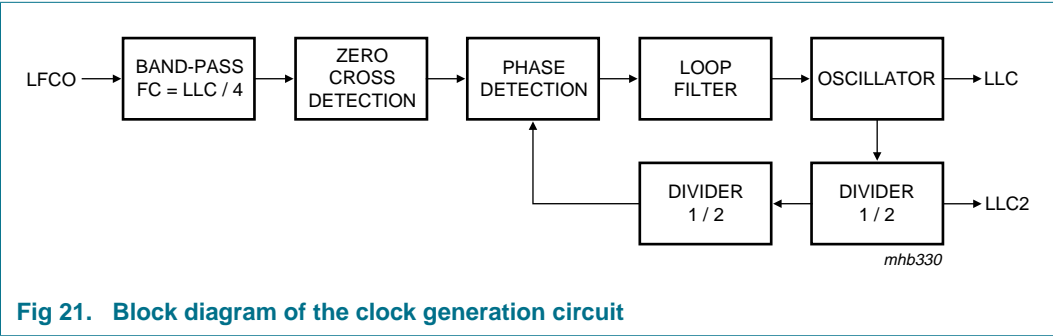 LFCO
BAND-PASS
FC = LLC / 4
ZERO
CROSS
DETECTION
PHASE
DETECTION
LOOP
FILTER
OSCILLATOR
LLC
DIVIDER
1 / 2
DIVIDER
1 / 2
LLC2
mhb330
Fig 21. Block diagram of the clock generation circuit